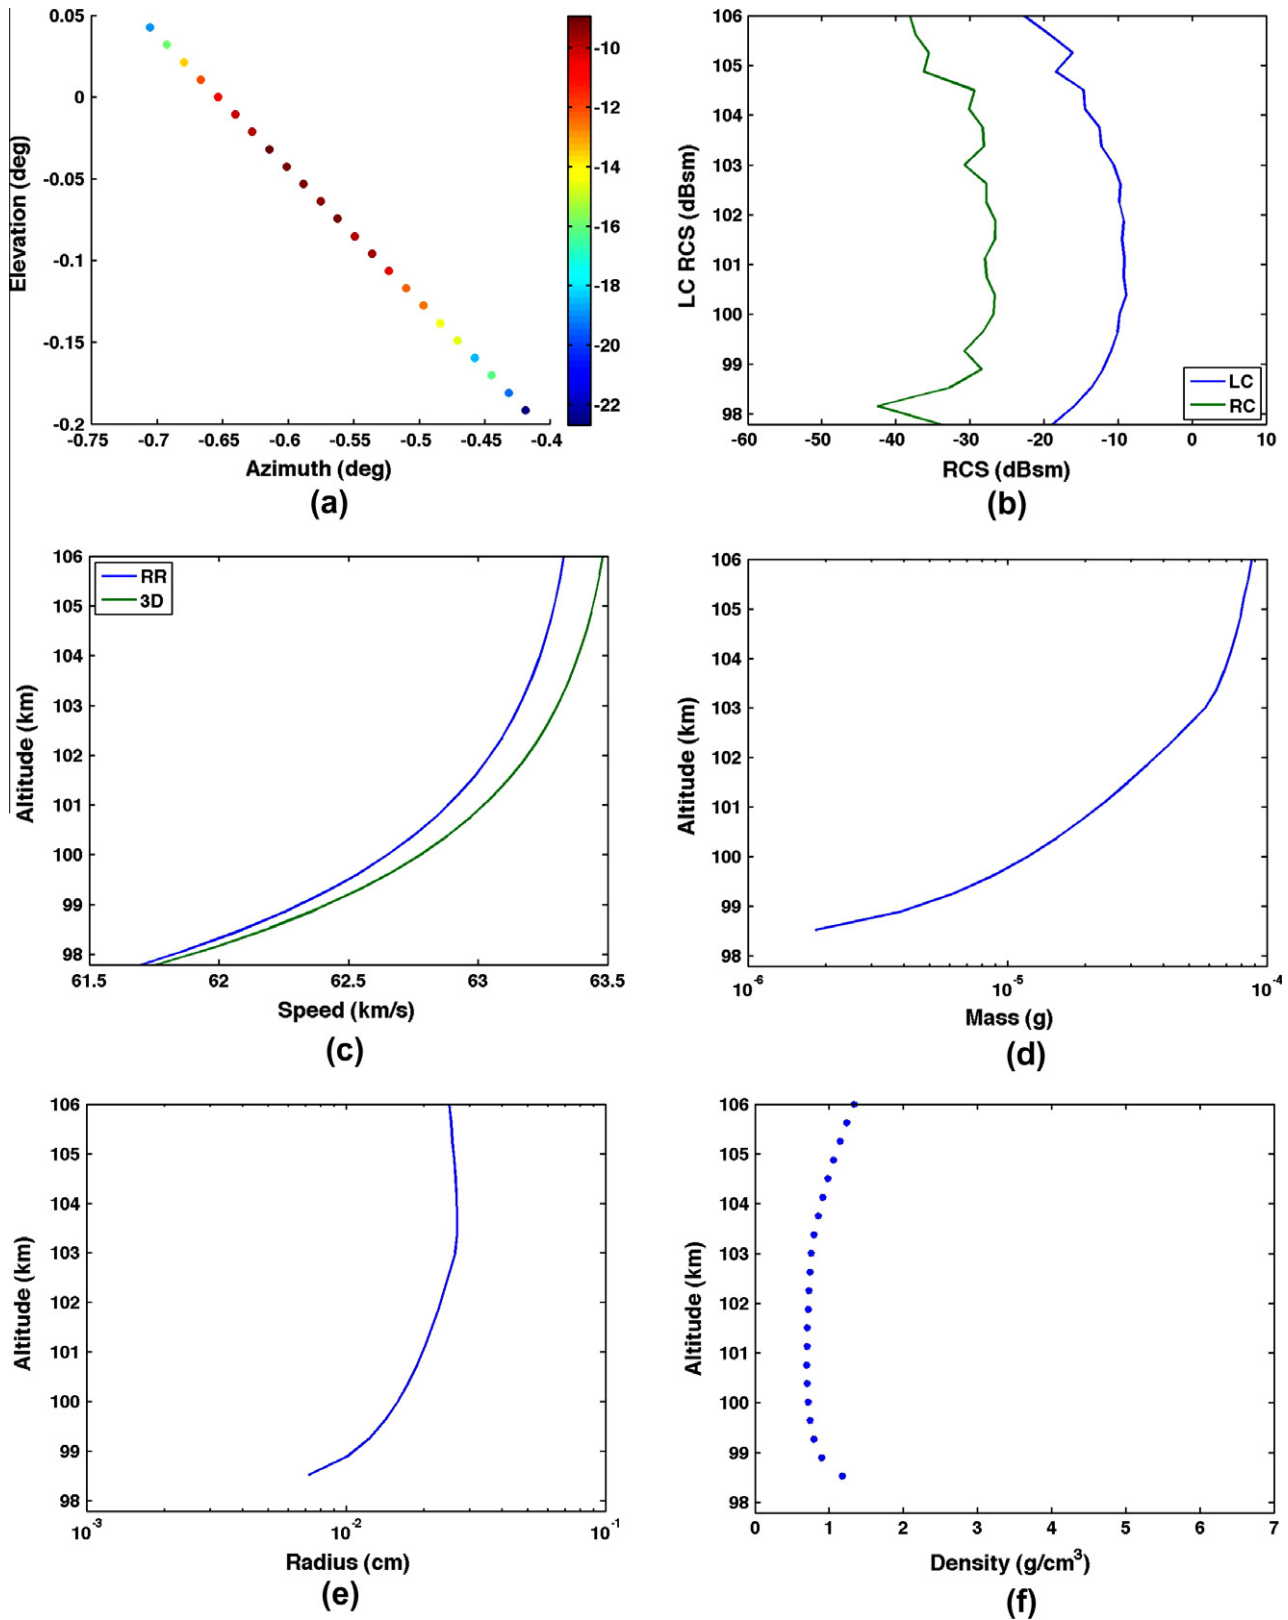 0.05
0
-0.05
-0.1
-0.15
-0.2
Elevation (deg)
-0.75 -0.7 -0.65 -0.6 -0.55 -0.5 -0.45 -0.4
Azimuth (deg)
-10
-12
-14
-16
-18
-20
-22
(a)
106
105
104
103
102
101
100
99
98
LC RCS (dBsm)
LC
RC
-60 -50 -40 -30 -20 -10 0 10
RCS (dBsm)
(b)
106
105
104
103
102
101
100
99
98
Altitude (km)
RR
3D
61.5 62 62.5 63 63.5
Speed (km/s)
(c)
106
105
104
103
102
101
100
99
98
Altitude (km)
10⁻⁶ 10⁻⁵ 10⁻⁴
Mass (g)
(d)
106
105
104
103
102
101
100
99
98
Altitude (km)
10⁻³ 10⁻² 10⁻¹
Radius (cm)
(e)
106
105
104
103
102
101
100
99
98
Altitude (km)
0 1 2 3 4 5 6 7
Density (g/cm³)
(f)